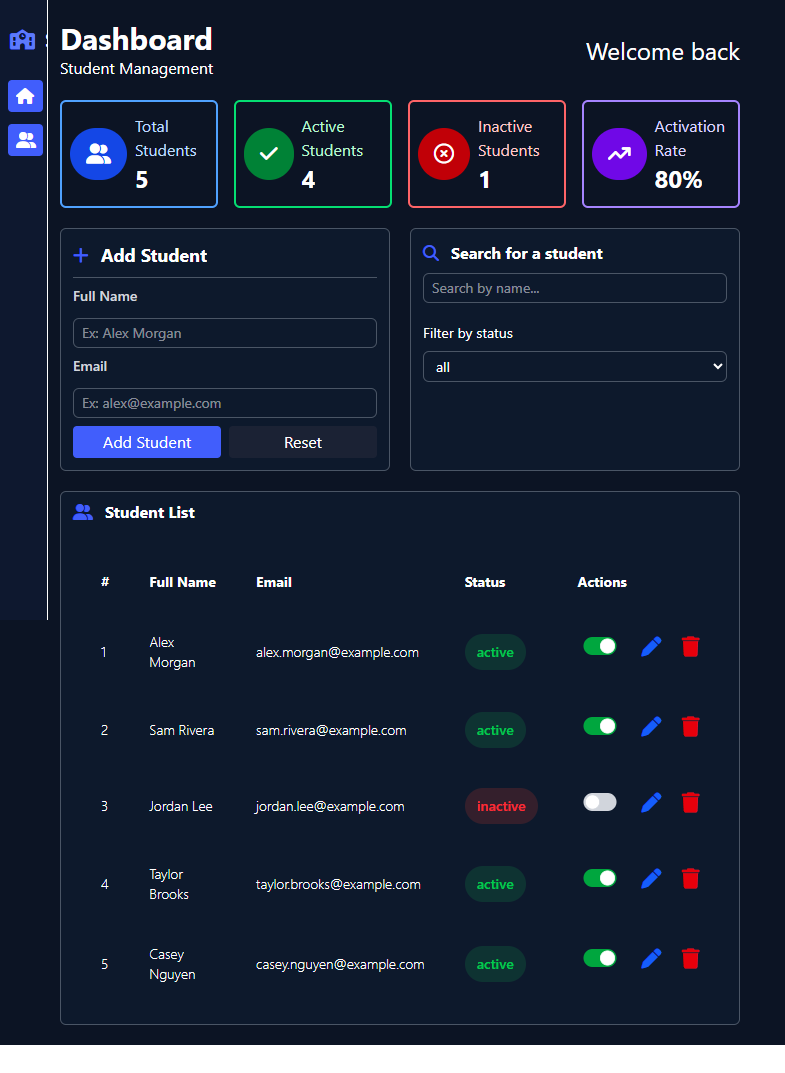 Dashboard
Student Management
Welcome back
Total
Students
5
Active
Students
4
Inactive
Students
1
Activation
Rate
80%
Add Student
Full Name
Ex: Alex Morgan
Email
Ex: alex@example.com
Add Student
Reset
Search for a student
Search by name...
Filter by status
all
Student List
# Full Name Email Status Actions
1 Alex
Morgan alex.morgan@example.com active
2 Sam Rivera sam.rivera@example.com active
3 Jordan Lee jordan.lee@example.com inactive
4 Taylor
Brooks taylor.brooks@example.com active
5 Casey
Nguyen casey.nguyen@example.com active